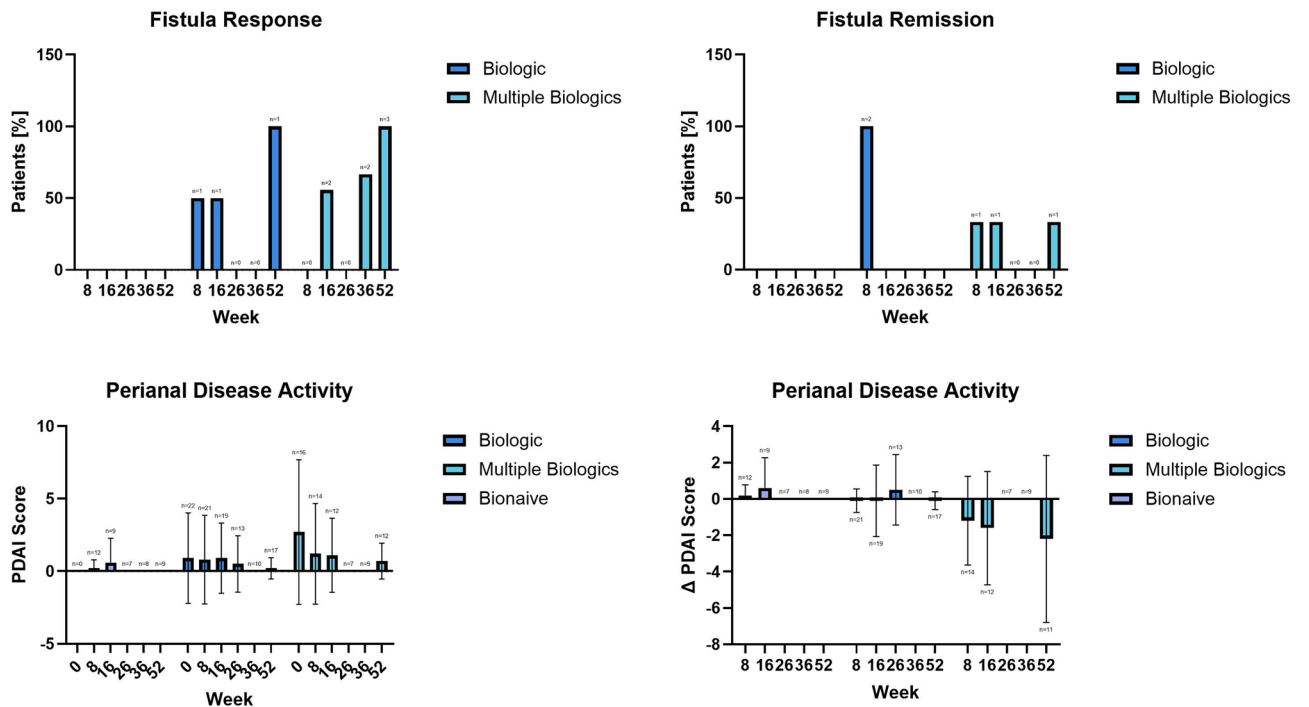 Fistula Response
150
100
50
0
Patients [%]
n=1 n=1 n=0 n=0 n=1 n=0 n=2 n=0 n=2 n=3
8 16 26 36 52 8 16 26 36 52 8 16 26 36 52
Week
Biologic
Multiple Biologics
Fistula Remission
150
100
50
0
Patients [%]
n=2 n=1 n=1 n=0 n=0 n=1
8 16 26 36 52 8 16 26 36 52 8 16 26 36 52
Week
Biologic
Multiple Biologics
Perianal Disease Activity
10
5
0
-5
PDAI Score
n=0 n=12 n=9 n=7 n=8 n=9 n=22 n=21 n=19 n=13 n=10 n=17 n=16 n=14 n=12 n=7 n=9 n=12
0 8 16 26 36 52 0 8 16 26 36 52 0 8 16 26 36 52
Week
Biologic
Multiple Biologics
Bionaive
Perianal Disease Activity
4
2
0
-2
-4
-6
-8
Δ PDAI Score
n=12 n=9 n=7 n=8 n=9 n=21 n=19 n=13 n=10 n=17 n=14 n=12 n=7 n=9 n=11
8 16 26 36 52 8 16 26 36 52 8 16 26 36 52
Week
Biologic
Multiple Biologics
Bionaive